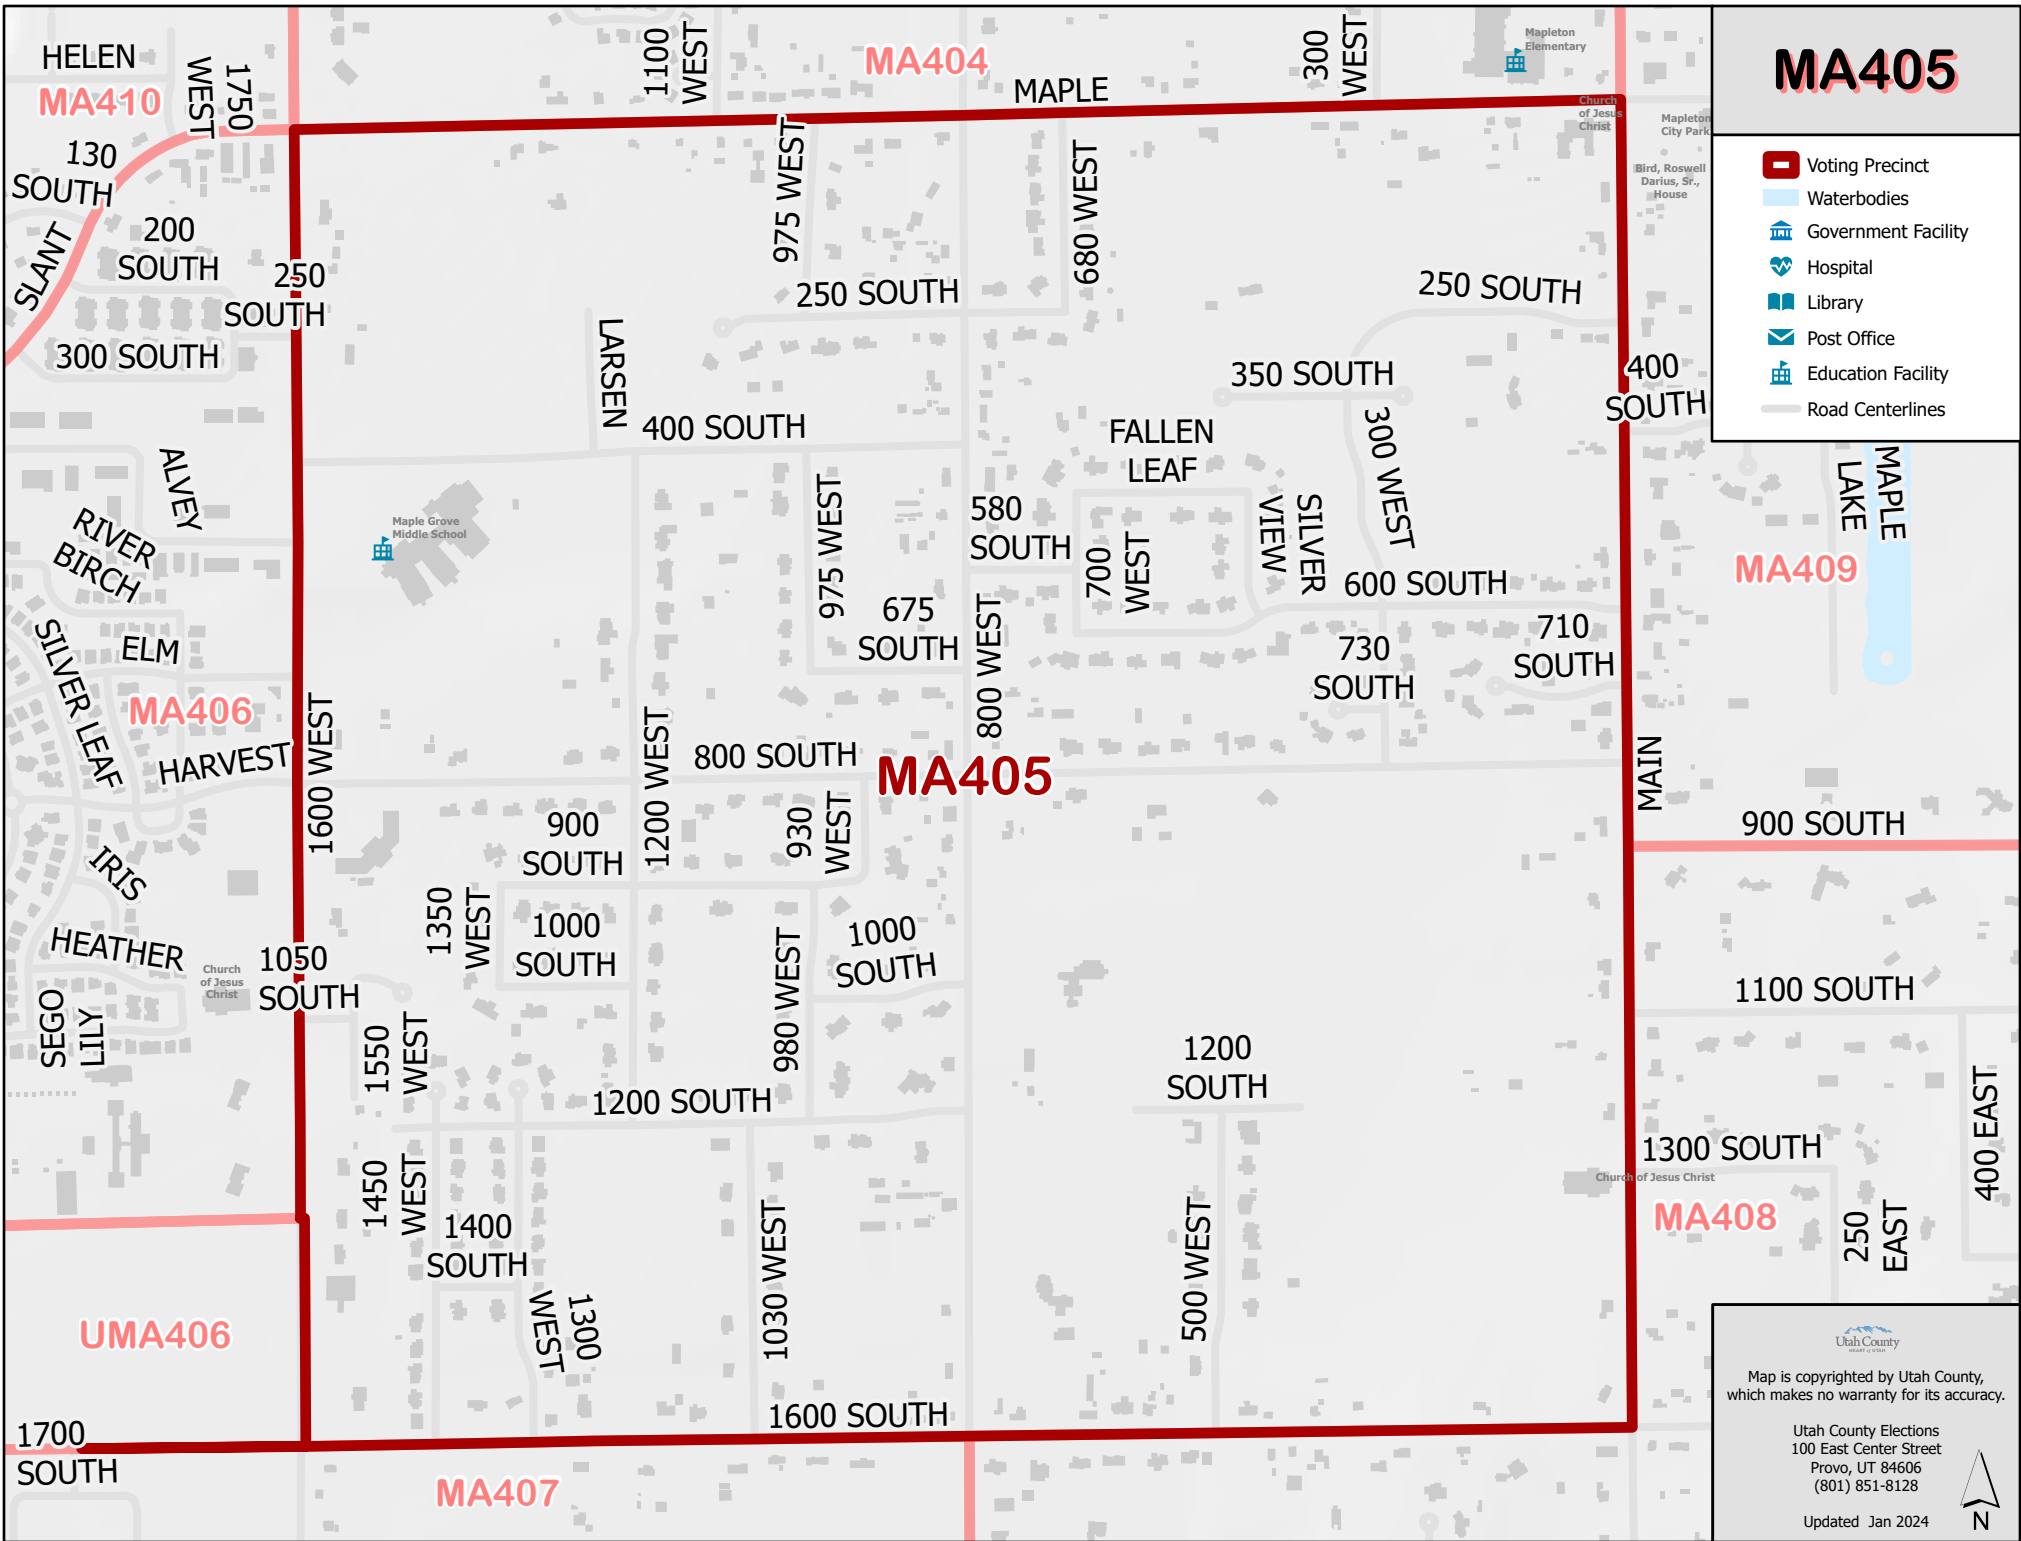 MA405
Voting Precinct
Waterbodies
Government Facility
Hospital
Library
Post Office
Education Facility
Road Centerlines
HELEN
MA410
1750
WEST
130
SOUTH
SLANT
200
SOUTH
250
SOUTH
300 SOUTH
1100
WEST
MA404
MAPLE
300
WEST
Mapleton
Elementary
Church
of Jesus
Christ
Mapleton
City Park
Bird, Roswell
Darius, Sr.,
House
975 WEST
680 WEST
250 SOUTH
250 SOUTH
LARSEN
350 SOUTH
400
SOUTH
400 SOUTH
FALLEN
LEAF
300 WEST
ALVEY
RIVER
BIRCH
Maple Grove
Middle School
975 WEST
580
SOUTH
700
WEST
SILVER
VIEW
MAPLE
LAKE
MA409
600 SOUTH
675
SOUTH
800 WEST
710
SOUTH
730
SOUTH
ELM
SILVER LEAF
MA406
HARVEST
1600 WEST
1200 WEST
800 SOUTH
MA405
MAIN
900 SOUTH
930
WEST
900
SOUTH
IRIS
1350
WEST
1000
SOUTH
1000
SOUTH
HEATHER
Church
of Jesus
Christ
1050
SOUTH
980 WEST
1100 SOUTH
SEGO
LILY
1550
WEST
1200 SOUTH
1200
SOUTH
400 EAST
1300 SOUTH
Church of Jesus Christ
1450
WEST
1400
SOUTH
1030 WEST
500 WEST
MA408
250
EAST
1300
WEST
UMA406
1600 SOUTH
1700
SOUTH
MA407
Utah County
HEART of UTAH
Map is copyrighted by Utah County,
which makes no warranty for its accuracy.
Utah County Elections
100 East Center Street
Provo, UT 84606
(801) 851-8128
Updated Jan 2024
N